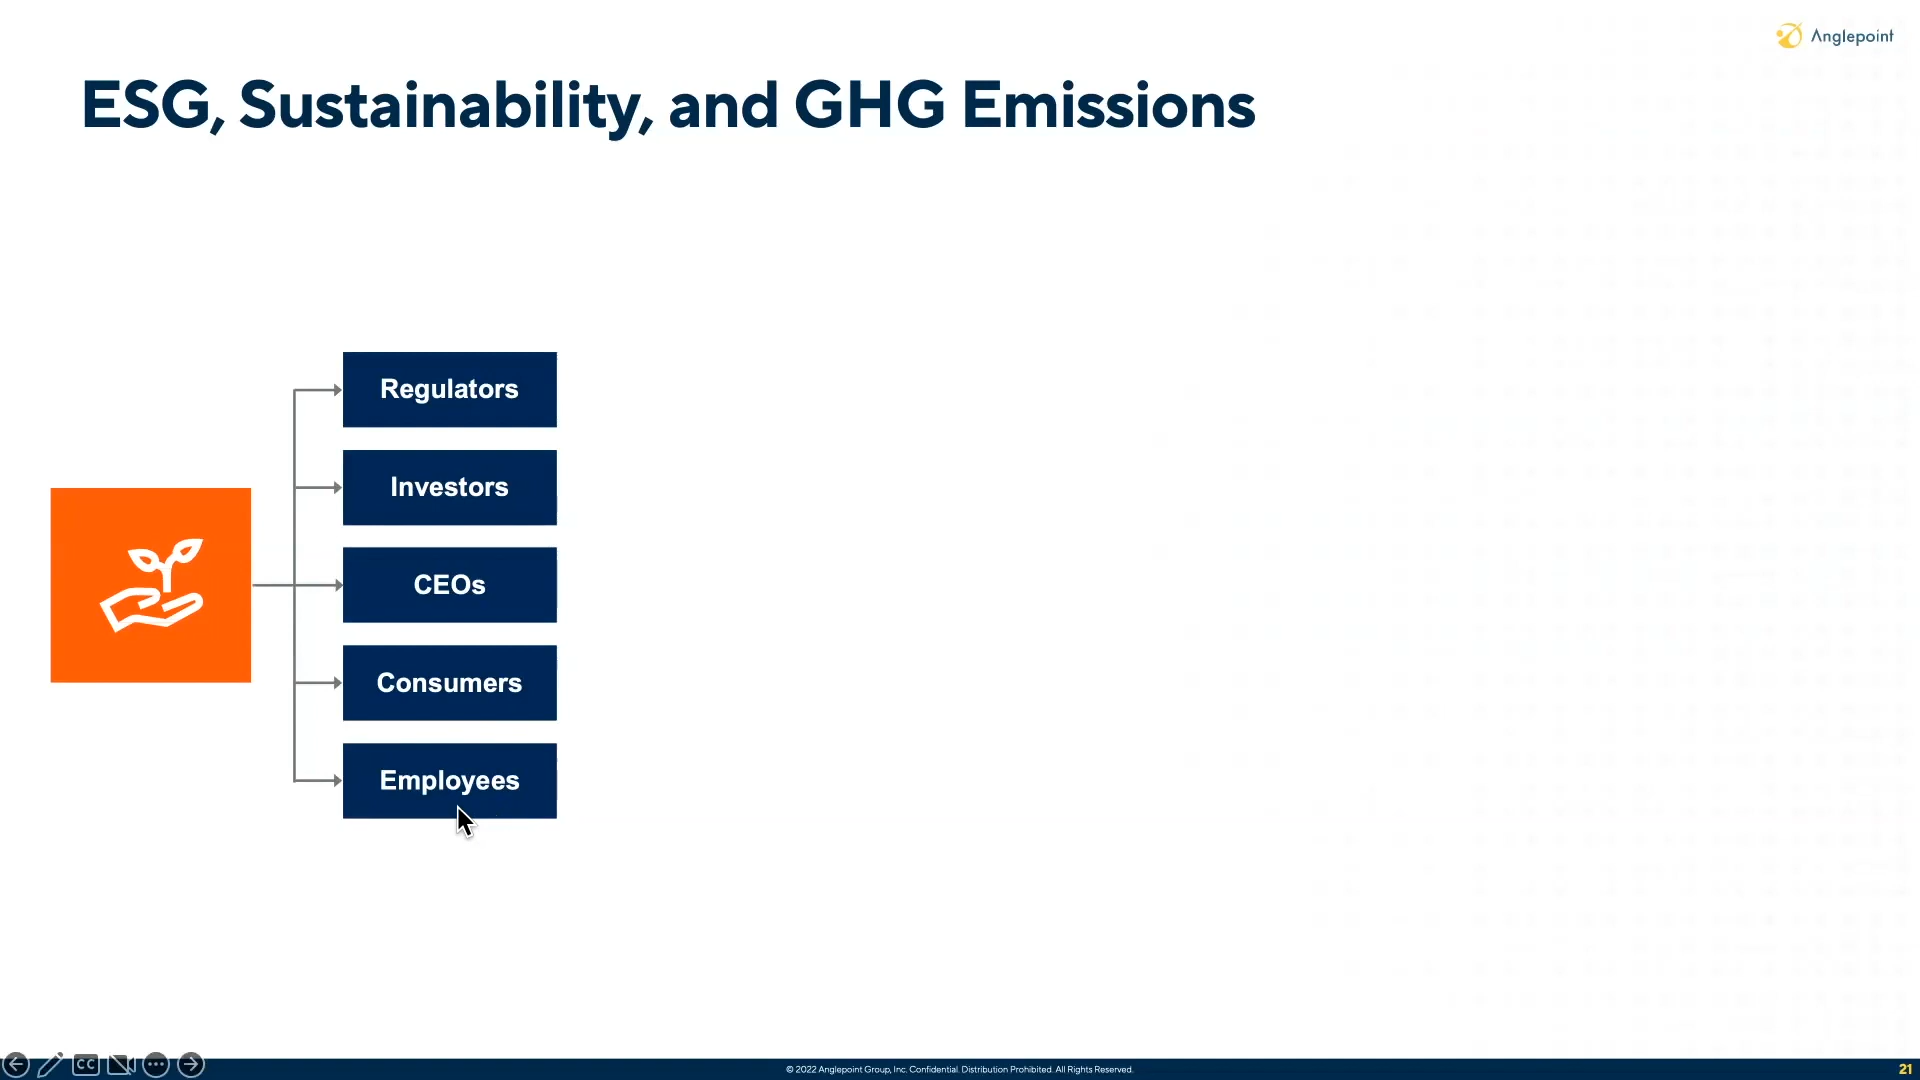 Anglepoint
ESG, Sustainability, and GHG Emissions
Regulators
Investors
CEOs
Consumers
Employees
CC
© 2022 Anglepoint Group, Inc. Confidential. Distribution Prohibited. All Rights Reserved.
21